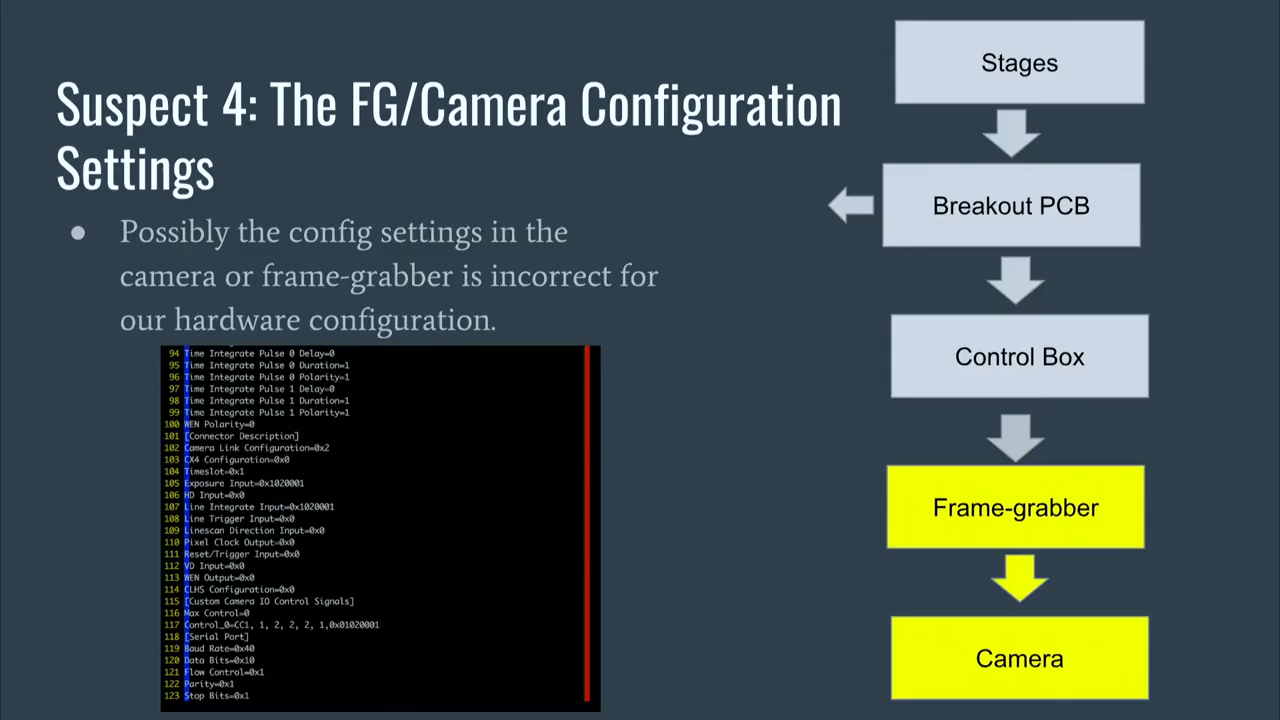 Suspect 4: The FG/Camera Configuration
Settings
● Possibly the config settings in the
camera or frame-grabber is incorrect for
our hardware configuration.
94 Time Integrate Pulse 0 Delay=0
95 Time Integrate Pulse 0 Duration=1
96 Time Integrate Pulse 0 Polarity=1
97 Time Integrate Pulse 1 Delay=0
98 Time Integrate Pulse 1 Duration=1
99 Time Integrate Pulse 1 Polarity=1
100 WEN Polarity=0
101 [Connector Description]
102 Camera Link Configuration=0x2
103 CX4 Configuration=0x0
104 Timeslot=0x1
105 Exposure Input=0x1020001
106 HD Input=0x0
107 Line Integrate Input=0x1020001
108 Line Trigger Input=0x0
109 Linescan Direction Input=0x0
110 Pixel Clock Output=0x0
111 Reset/Trigger Input=0x0
112 VD Input=0x0
113 WEN Output=0x0
114 CLHS Configuration=0x0
115 [Custom Camera IO Control Signals]
116 Max Control=0
117 Control_0=CC1, 1, 2, 2, 2, 1,0x01020001
118 [Serial Port]
119 Baud Rate=0x40
120 Data Bits=0x10
121 Flow Control=0x1
122 Parity=0x1
123 Stop Bits=0x1
Stages
Breakout PCB
Control Box
Frame-grabber
Camera